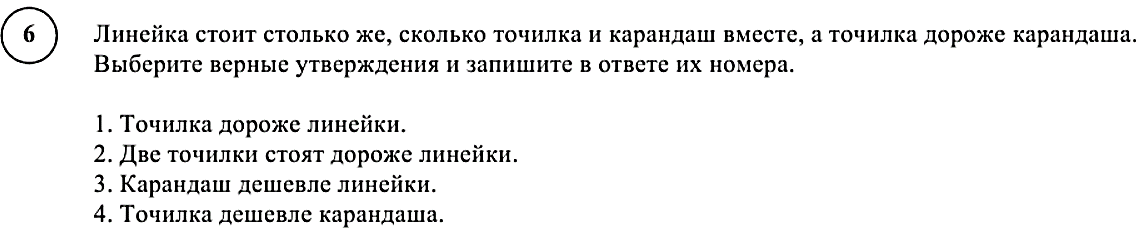 6
Линейка стоит столько же, сколько точилка и карандаш вместе, а точилка дороже карандаша.
Выберите верные утверждения и запишите в ответе их номера.
1. Точилка дороже линейки.
2. Две точилки стоят дороже линейки.
3. Карандаш дешевле линейки.
4. Точилка дешевле карандаша.